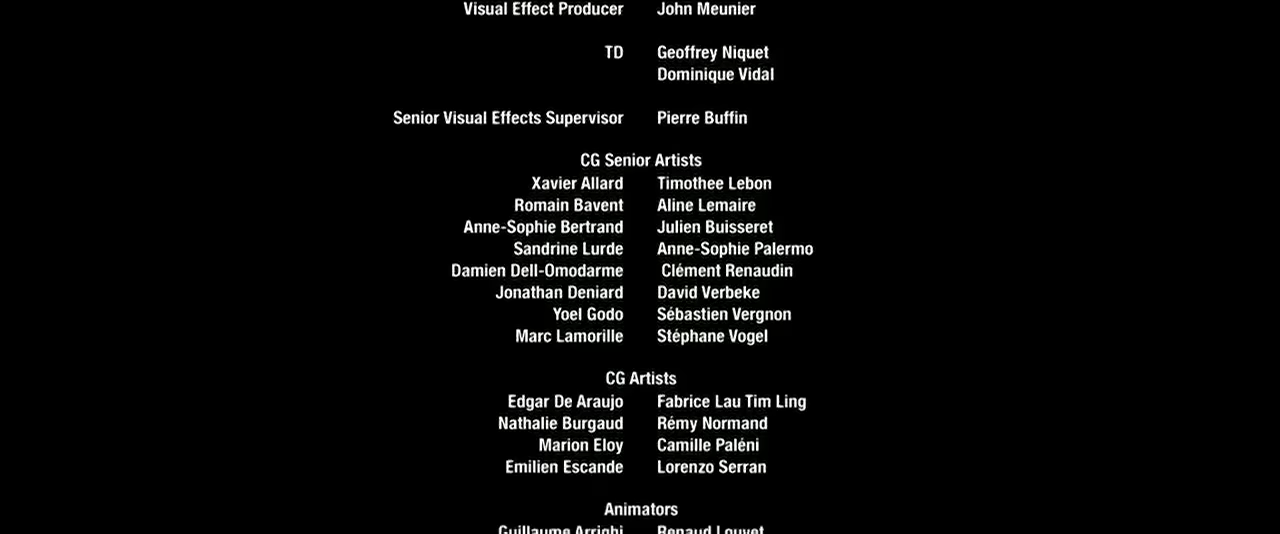 Visual Effect Producer John Meunier
TD Geoffrey Niquet
Dominique Vidal
Senior Visual Effects Supervisor Pierre Buffin
CG Senior Artists
Xavier Allard Timothee Lebon
Romain Bavent Aline Lemaire
Anne-Sophie Bertrand Julien Buisseret
Sandrine Lurde Anne-Sophie Palermo
Damien Dell-Omodarme Clément Renaudin
Jonathan Deniard David Verbeke
Yoel Godo Sébastien Vergnon
Marc Lamorille Stéphane Vogel
CG Artists
Edgar De Araujo Fabrice Lau Tim Ling
Nathalie Burgaud Rémy Normand
Marion Eloy Camille Paléni
Emilien Escande Lorenzo Serran
Animators
Guillaume Arrighi Renaud Louvet